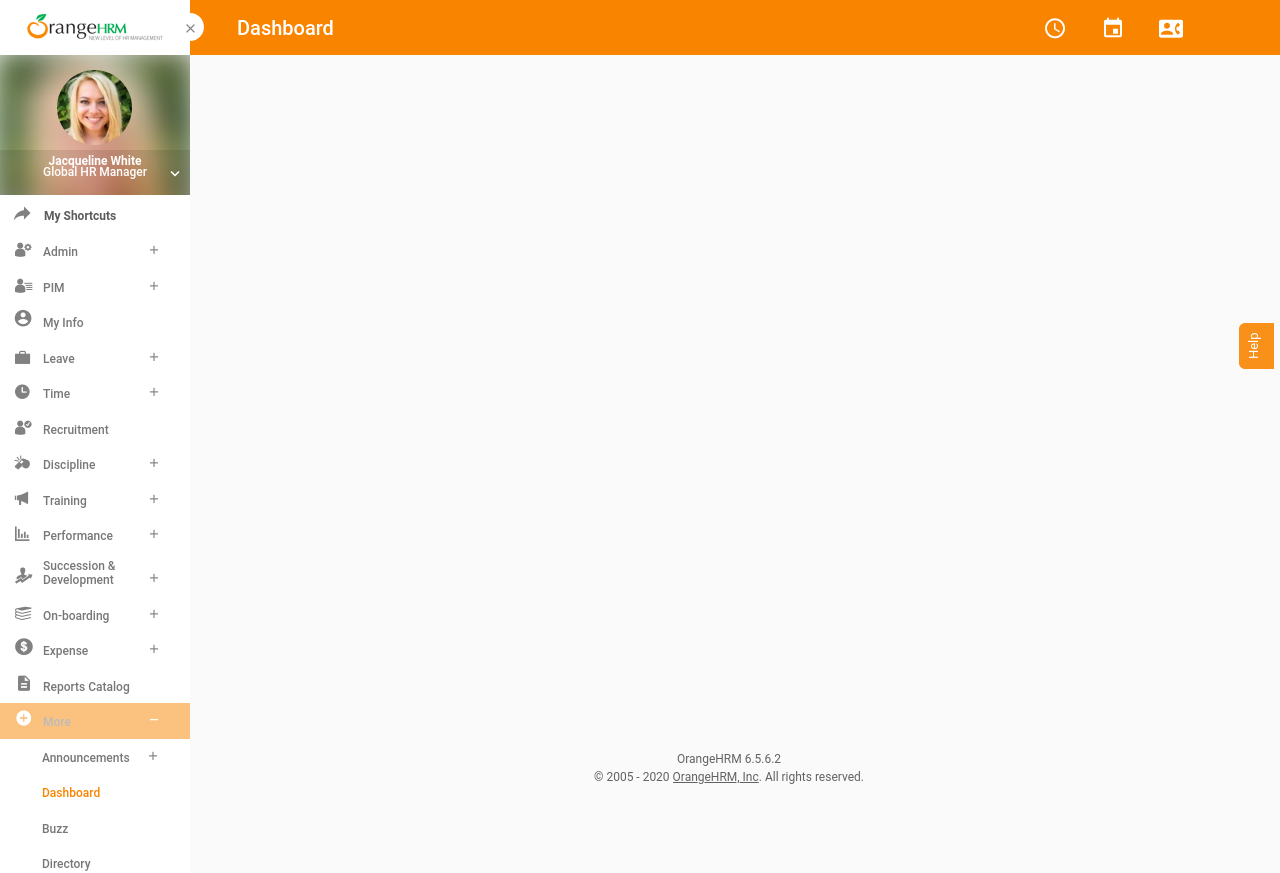 OrangeHRM
NEW LEVEL OF HR MANAGEMENT
Dashboard
Jacqueline White
Global HR Manager
My Shortcuts
Admin
PIM
My Info
Leave
Time
Recruitment
Discipline
Training
Performance
Succession &
Development
On-boarding
Expense
Reports Catalog
More
Announcements
Dashboard
Buzz
Directory
Help
OrangeHRM 6.5.6.2
© 2005 - 2020 OrangeHRM, Inc. All rights reserved.